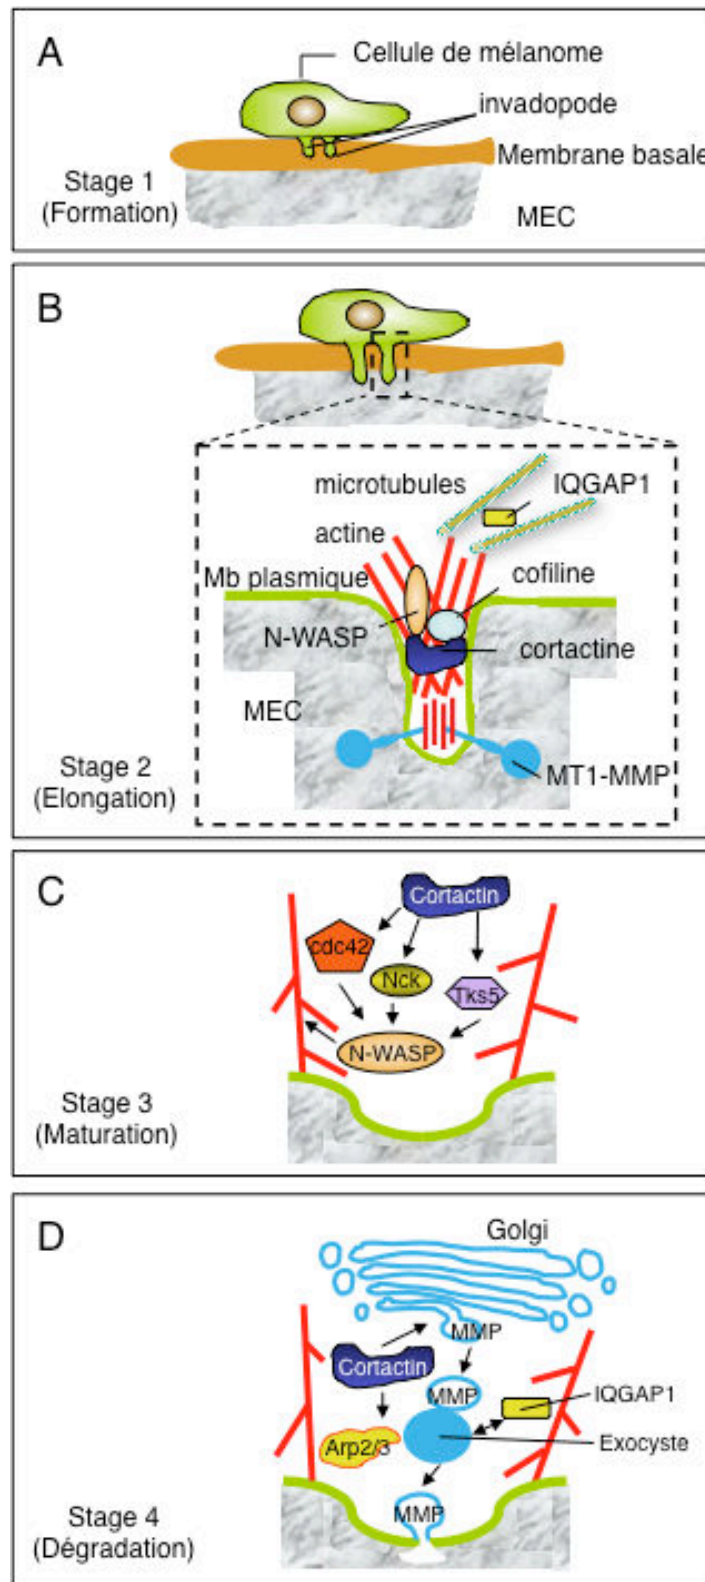 A
Cellule de mélanome
invadopode
Membrane basale
Stage 1
(Formation)
MEC
B
microtubules
IQGAP1
actine
Mb plasmique
cofiline
N-WASP
cortactine
MEC
Stage 2
(Elongation)
MT1-MMP
C
Cortactin
cdc42
Nck
Tks5
N-WASP
Stage 3
(Maturation)
D
Golgi
MMP
Cortactin
MMP
IQGAP1
Arp2/3
Exocyste
MMP
Stage 4
(Dégradation)